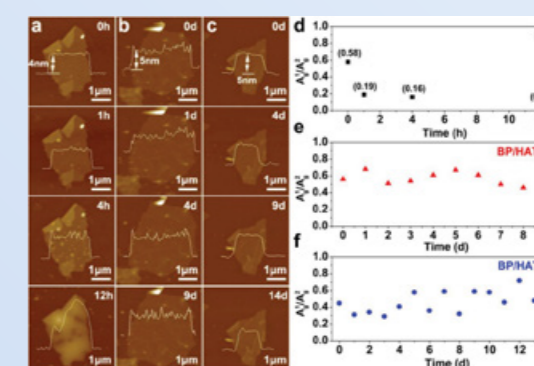 a 0h
4nm
1μm
b 0d
5nm
1μm
c 0d
5nm
1μm
1h
1μm
1d
1μm
4d
1μm
4h
1μm
4d
1μm
9d
1μm
12h
1μm
9d
1μm
14d
1μm
d
1.0
0.8
0.6
0.4
0.2
0.0
(0.58)
(0.19)
(0.16)
0 4 8
Time (h)
e
BP/HAT
1.0
0.8
0.6
0.4
0.2
0.0
0 1 2 3 4 5 6 7 8
Time (d)
f
BP/HAT
1.0
0.8
0.6
0.4
0.2
0.0
0 2 4 6 8 10 12
Time (d)